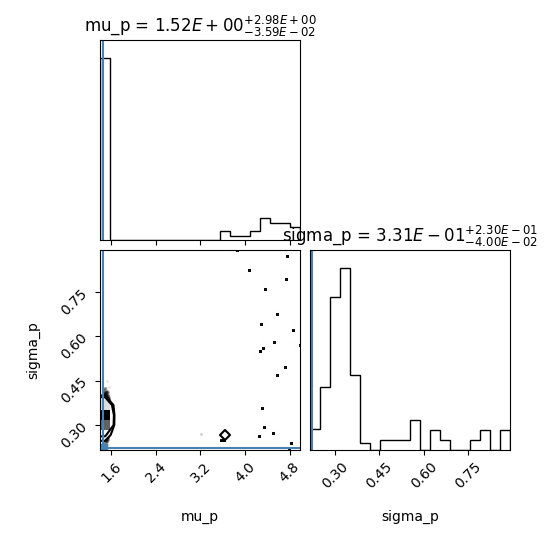 mu_p = 1.52E + 00+2.98E + 00 −3.59E − 02
sigma_p = 3.31E − 01+2.30E − 01 −4.00E − 02
sigma_p
0.75
0.60
0.45
0.30
1.6 2.4 3.2 4.0 4.8
0.30 0.45 0.60 0.75
mu_p
sigma_p